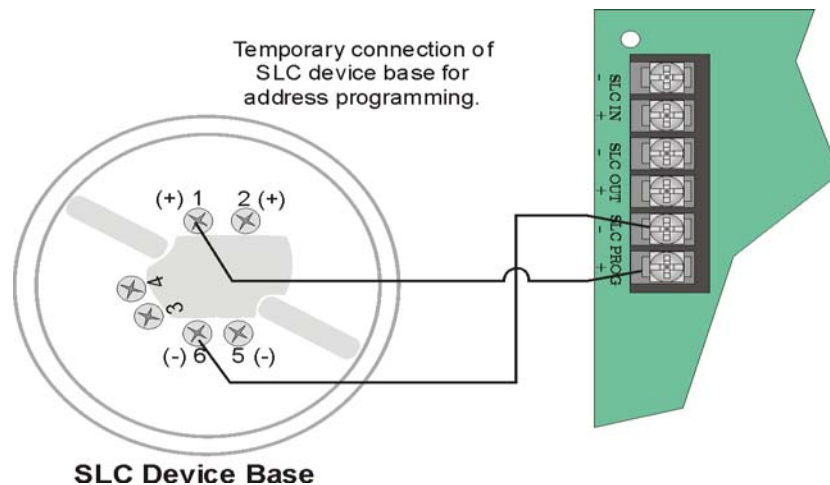 Temporary connection of
SLC device base for
address programming.
(+) 1
2 (+)
4
3
(-) 6
5 (-)
SLC Device Base
- SLC IN +
- SLC OUT +
- SLC PROG +